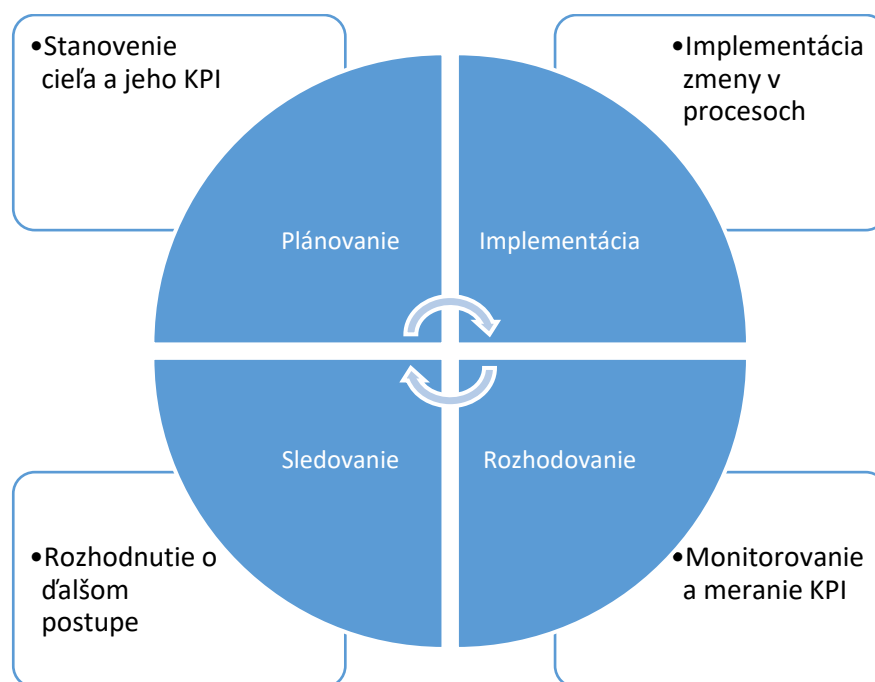 •Stanovenie
cieľa a jeho KPI
•Implementácia
zmeny v
procesoch
Plánovanie
Implementácia
Sledovanie
Rozhodovanie
•Rozhodnutie o
ďalšom
postupe
•Monitorovanie
a meranie KPI